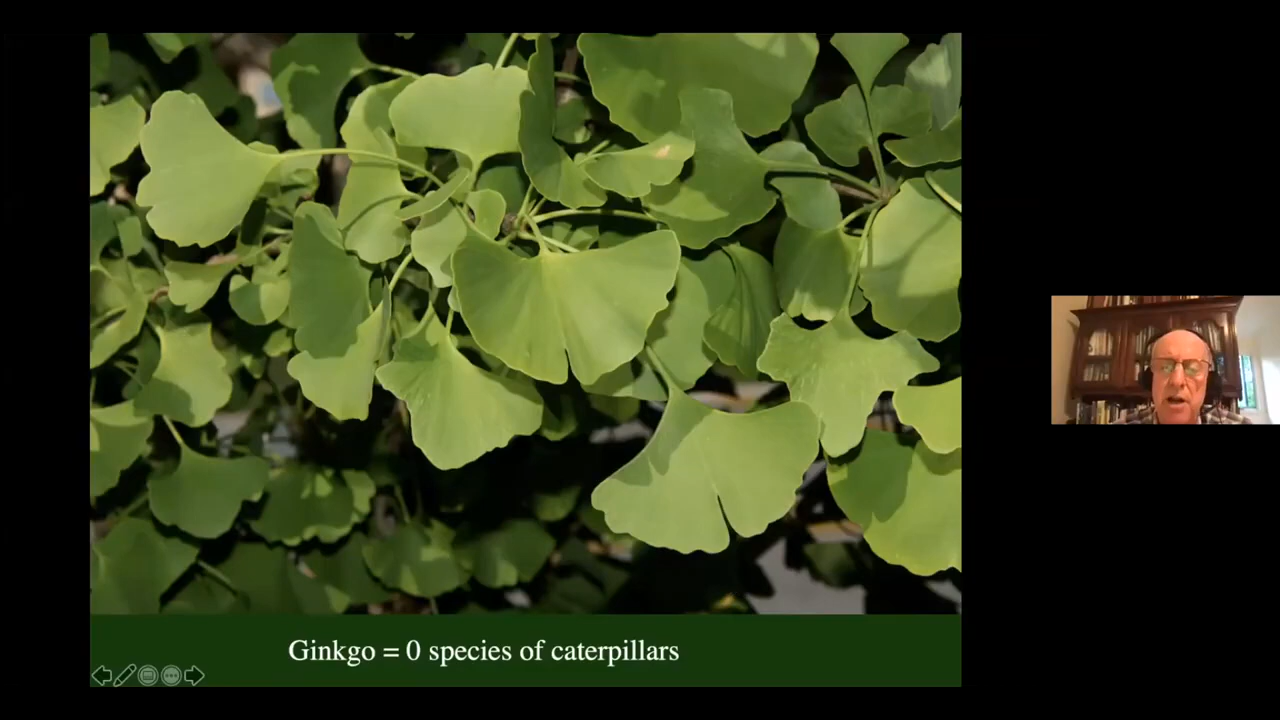 Ginkgo = 0 species of caterpillars